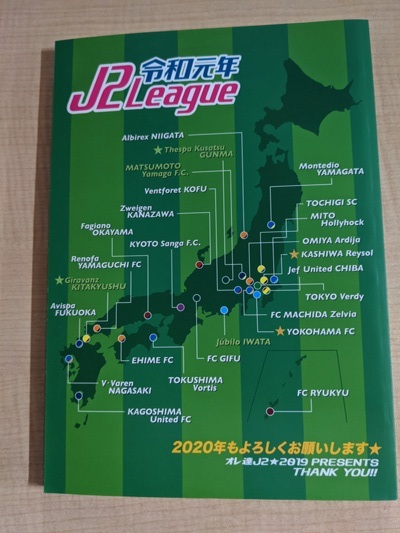 令和元年
J2 League
Albirex NIIGATA
★Thespa Kusatsu
GUNMA
MATSUMOTO
Yamaga F.C.
Ventforet KOFU
Zweigen
KANAZAWA
Fagiano
OKAYAMA
KYOTO Sanga F.C.
Renofa
YAMAGUCHI FC
★Giravanz
KITAKYUSHU
Avispa
FUKUOKA
Montedio
YAMAGATA
TOCHIGI SC
MITO
Hollyhock
OMIYA Ardija
★KASHIWA Reysol
Jef United CHIBA
TOKYO Verdy
FC MACHIDA Zelvia
★YOKOHAMA FC
Júbilo IWATA
FC GIFU
EHIME FC
TOKUSHIMA
Vortis
V・Varen
NAGASAKI
KAGOSHIMA
United FC
FC RYUKYU
2020年もよろしくお願いします★
オレ達J2★2019 PRESENTS
THANK YOU!!